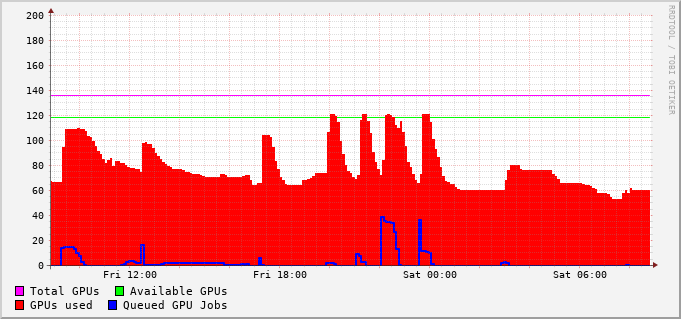 RRDTOOL / TOBI OETIKER
200
180
160
140
120
100
80
60
40
20
0
Fri 12:00 Fri 18:00 Sat 00:00 Sat 06:00
Total GPUs Available GPUs
GPUs used Queued GPU Jobs